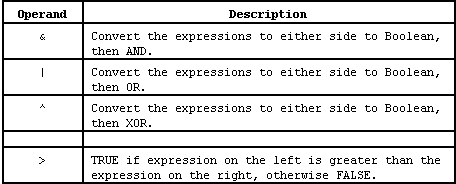 Operand Description
& Convert the expressions to either side to Boolean,
then AND.
| Convert the expressions to either side to Boolean,
then OR.
^ Convert the expressions to either side to Boolean,
then XOR.
> TRUE if expression on the left is greater than the
expression on the right, otherwise FALSE.